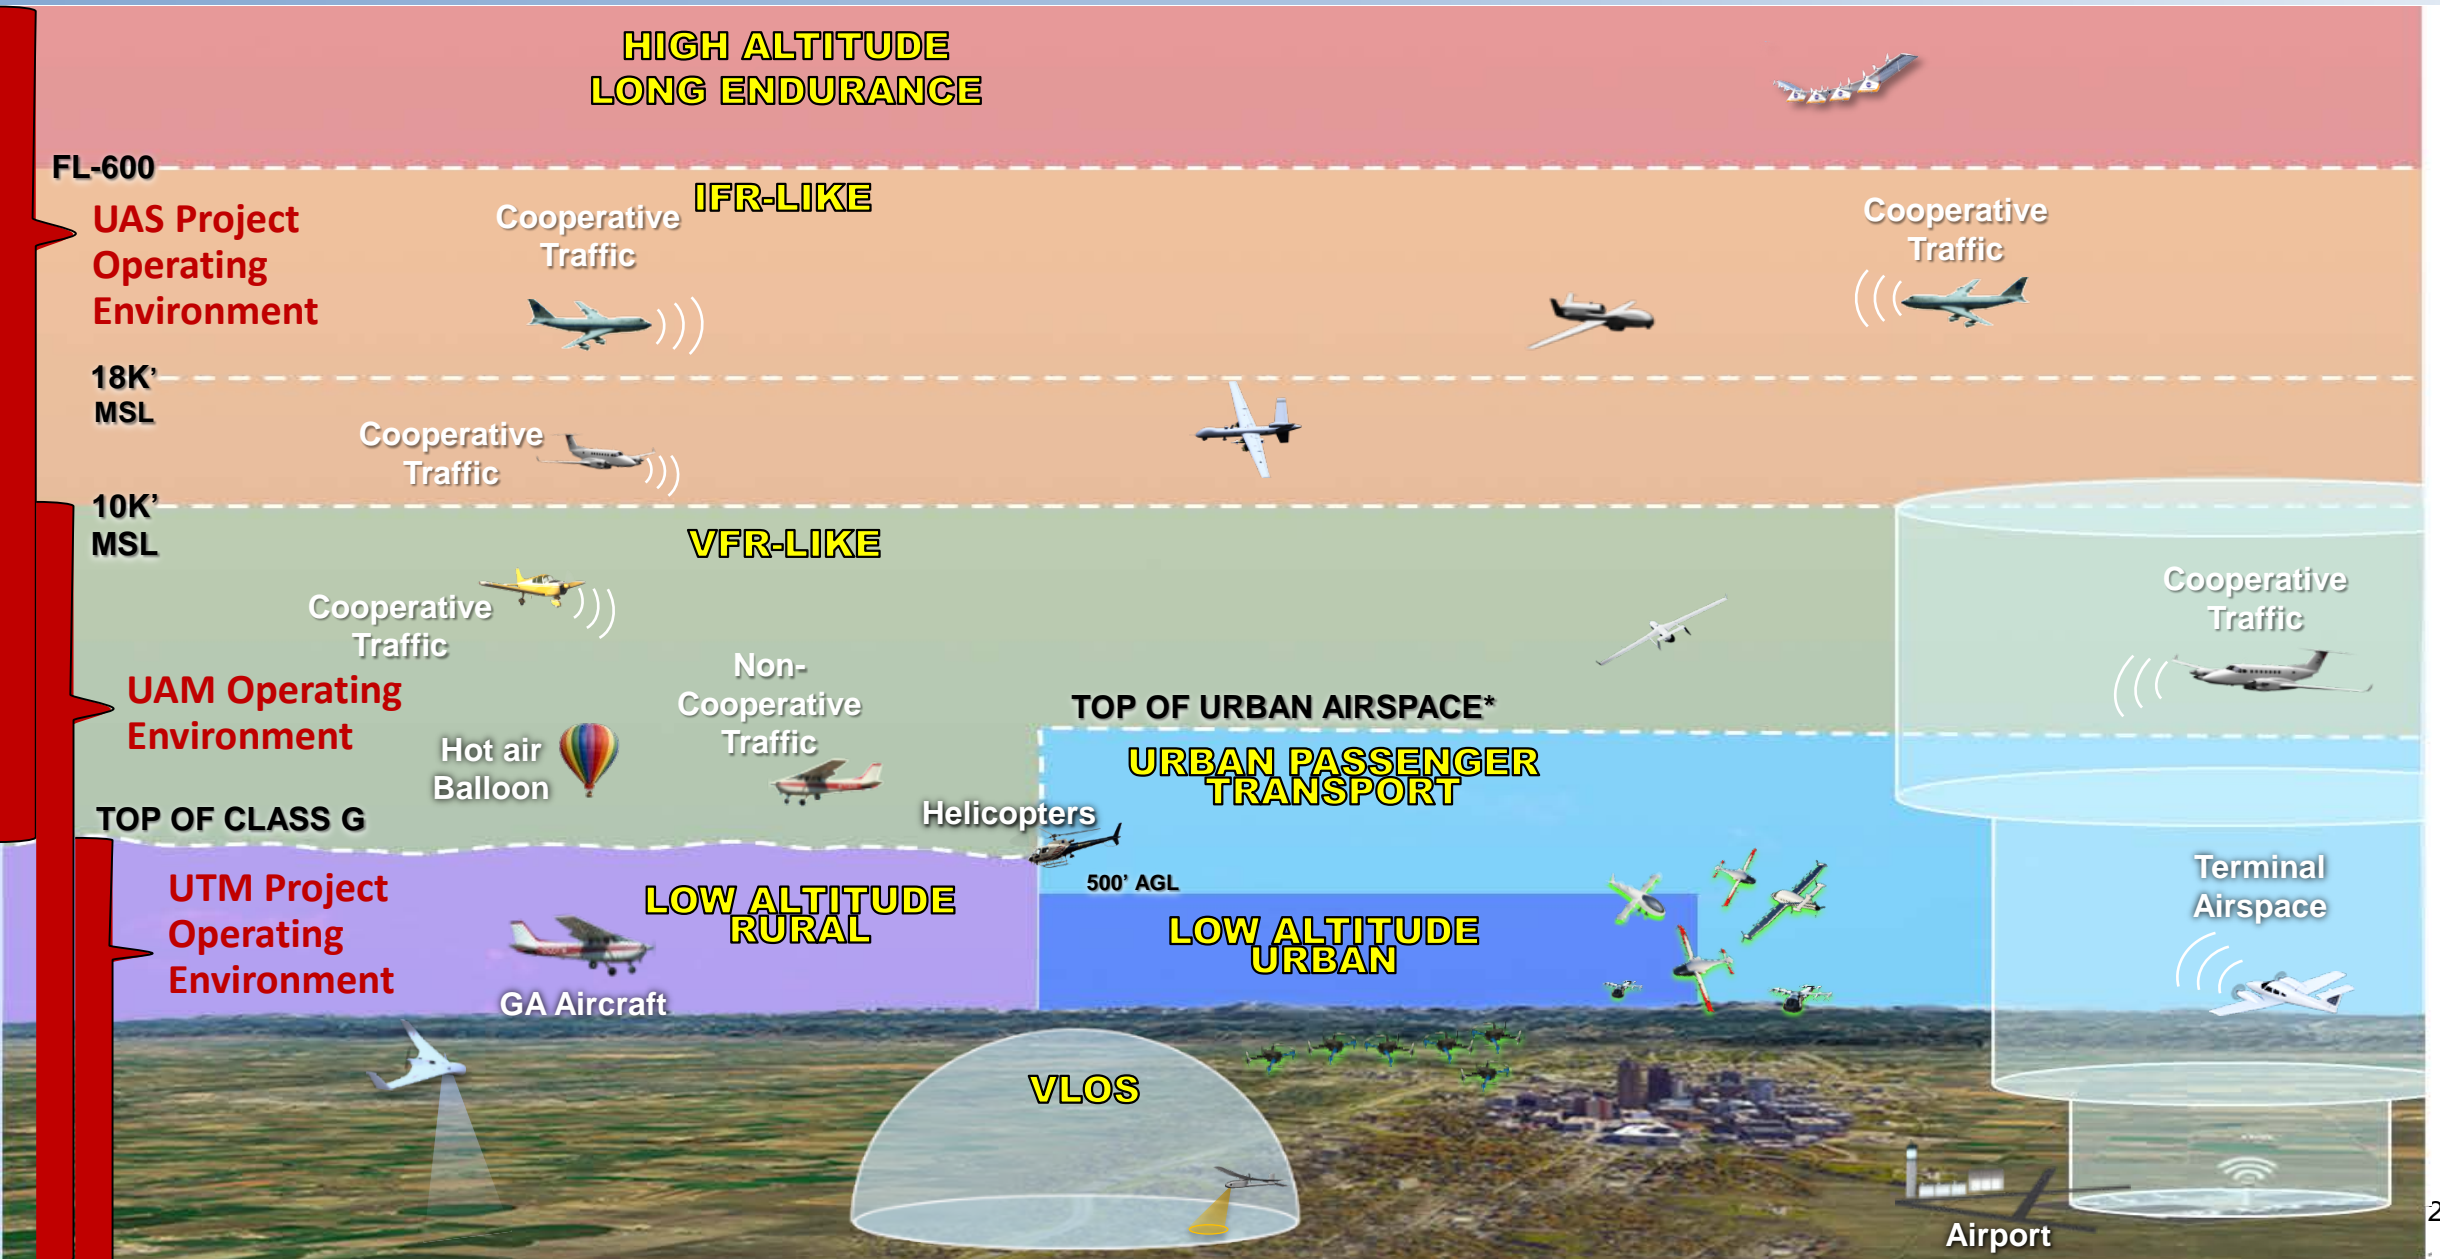 HIGH ALTITUDE
LONG ENDURANCE
FL-600
IFR-LIKE
UAS Project
Operating
Environment
Cooperative
Traffic
Cooperative
Traffic
18K’
MSL
Cooperative
Traffic
10K’
MSL
VFR-LIKE
Cooperative
Traffic
Cooperative
Traffic
Non-
Cooperative
Traffic
UAM Operating
Environment
Hot air
Balloon
TOP OF URBAN AIRSPACE*
URBAN PASSENGER
TRANSPORT
TOP OF CLASS G
Helicopters
UTM Project
Operating
Environment
LOW ALTITUDE
RURAL
500’ AGL
LOW ALTITUDE
URBAN
Terminal
Airspace
GA Aircraft
VLOS
Airport
2